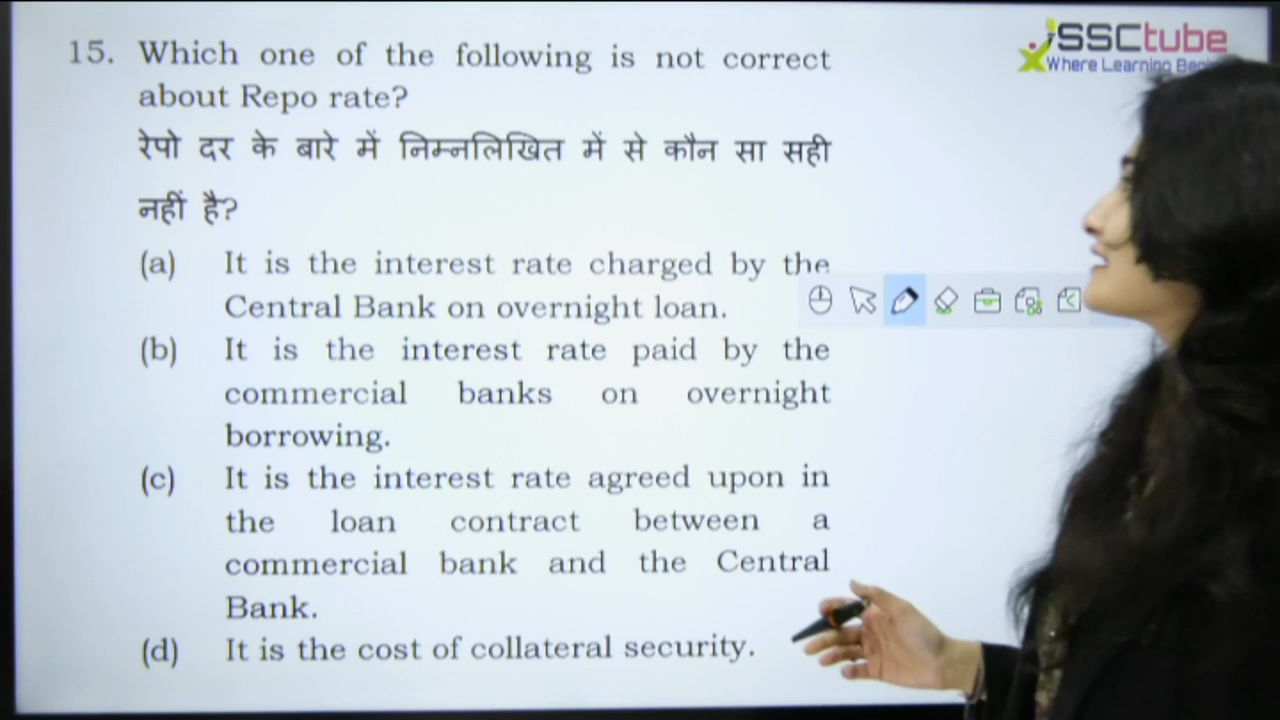 SSCtube
Where Learning
15. Which one of the following is not correct
about Repo rate?
रेपो दर के बारे में निम्नलिखित में से कौन सा सही
नहीं है?
(a) It is the interest rate charged by the
Central Bank on overnight loan.
(b) It is the interest rate paid by the
commercial banks on overnight
borrowing.
(c) It is the interest rate agreed upon in
the loan contract between a
commercial bank and the Central
Bank.
(d) It is the cost of collateral security.